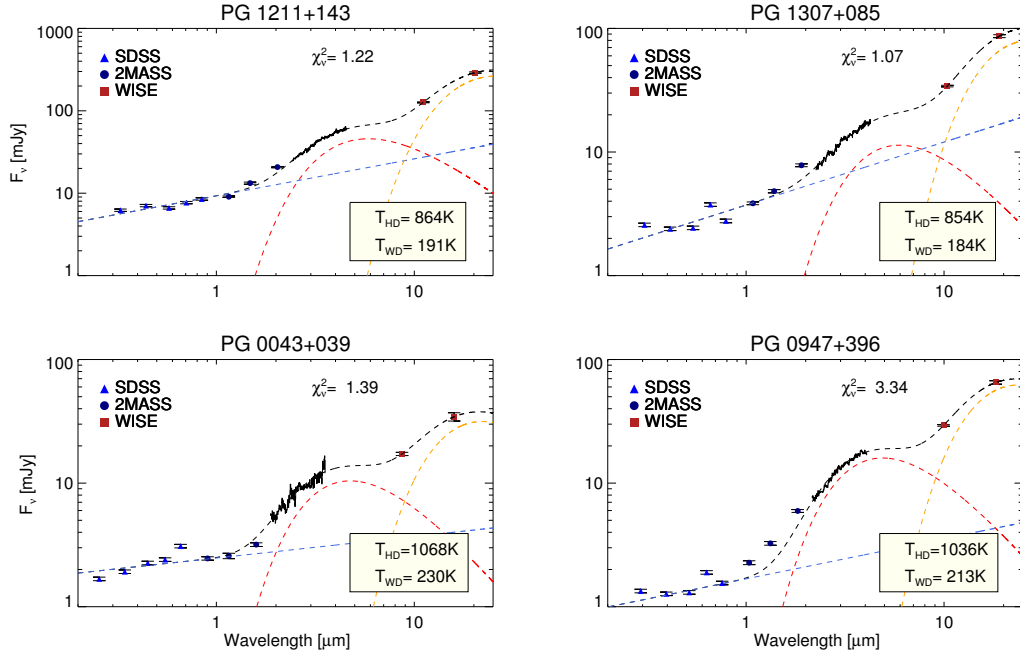 PG 1211+143
1000
100
10
1
F_ν [mJy]
SDSS
2MASS
WISE
χ²_ν= 1.22
T_HD= 864K
T_WD= 191K
1
10
PG 1307+085
100
10
1
SDSS
2MASS
WISE
χ²_ν= 1.07
T_HD= 854K
T_WD= 184K
1
10
PG 0043+039
100
10
1
F_ν [mJy]
SDSS
2MASS
WISE
χ²_ν= 1.39
T_HD=1068K
T_WD= 230K
1
10
Wavelength [μm]
PG 0947+396
100
10
1
SDSS
2MASS
WISE
χ²_ν= 3.34
T_HD=1036K
T_WD= 213K
1
10
Wavelength [μm]